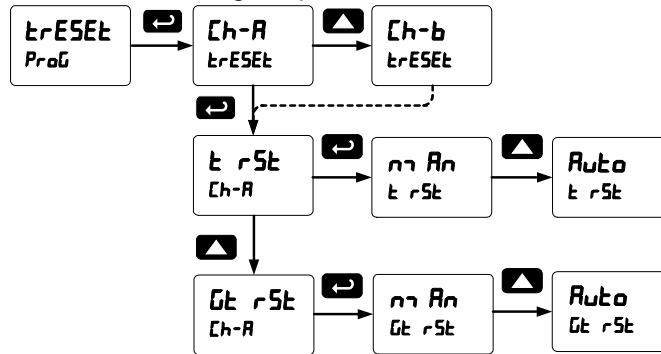 trESEt
ProG
Ch-A
trESEt
Ch-b
trESEt
t rSt
Ch-A
mAn
t rSt
Auto
t rSt
Gt rSt
Ch-A
mAn
Gt rSt
Auto
Gt rSt